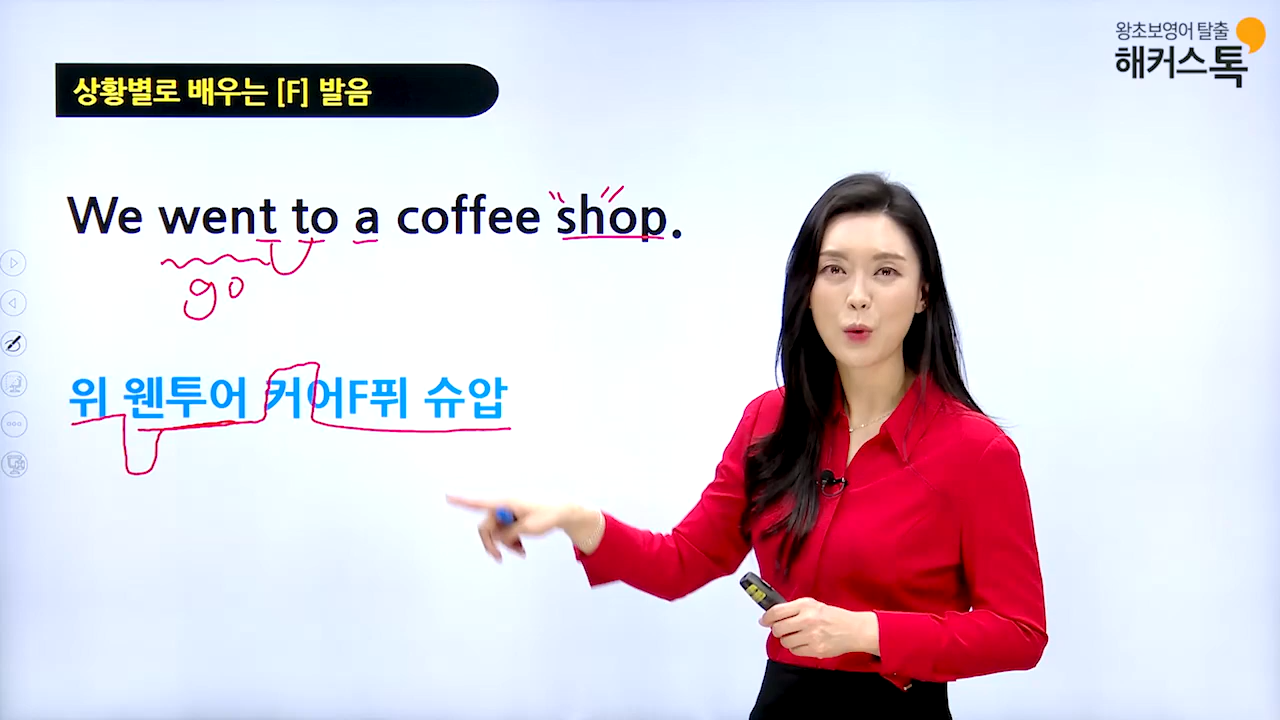 왕초보영어 탈출
해커스톡
상황별로 배우는 [F] 발음
We went to a coffee shop.
go
위 웬투어 커어F퓌 슈압